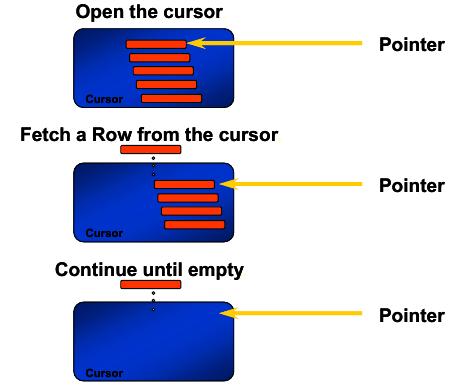 Open the cursor
Pointer
Cursor
Fetch a Row from the cursor
Pointer
Cursor
Continue until empty
Pointer
Cursor